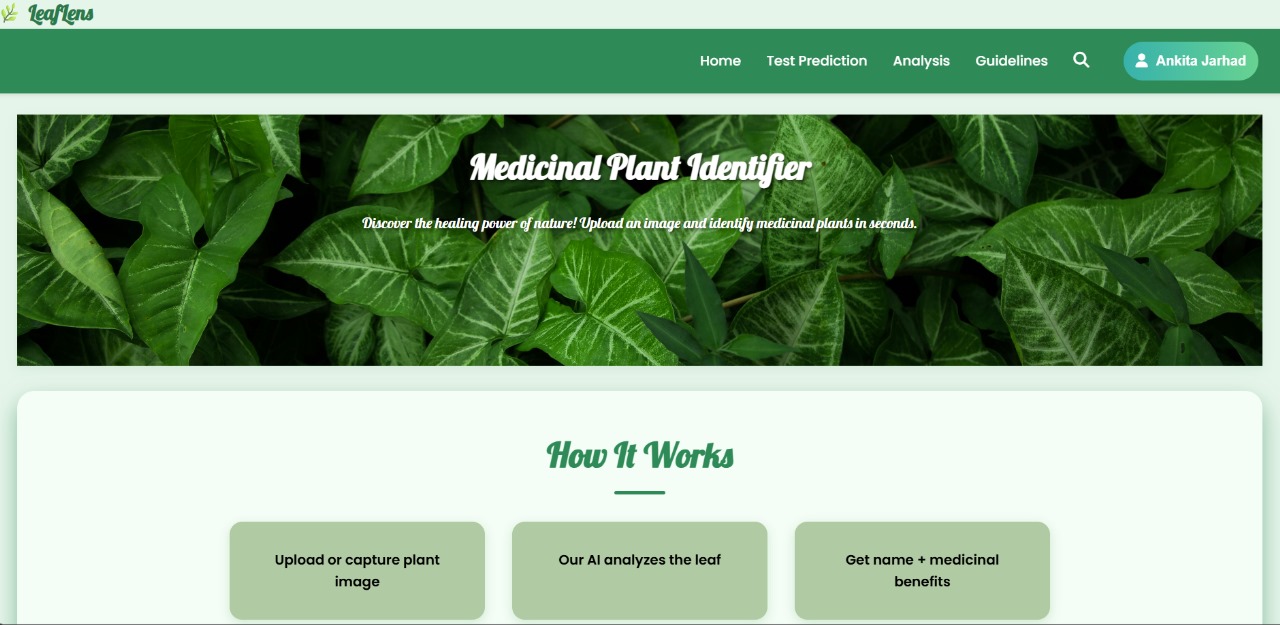 LeafLens
Home Test Prediction Analysis Guidelines Ankita Jarhad
Medicinal Plant Identifier
Discover the healing power of nature! Upload an image and identify medicinal plants in seconds.
How It Works
Upload or capture plant
image
Our AI analyzes the leaf
Get name + medicinal
benefits